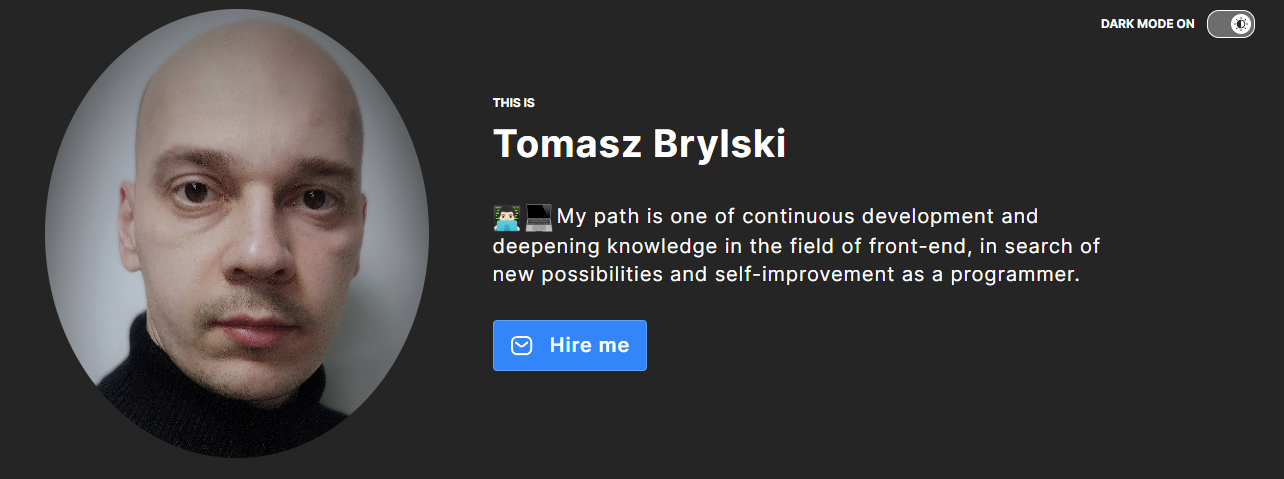 DARK MODE ON
THIS IS
Tomasz Brylski
🧑🏻‍💻💻My path is one of continuous development and
deepening knowledge in the field of front-end, in search of
new possibilities and self-improvement as a programmer.
Hire me